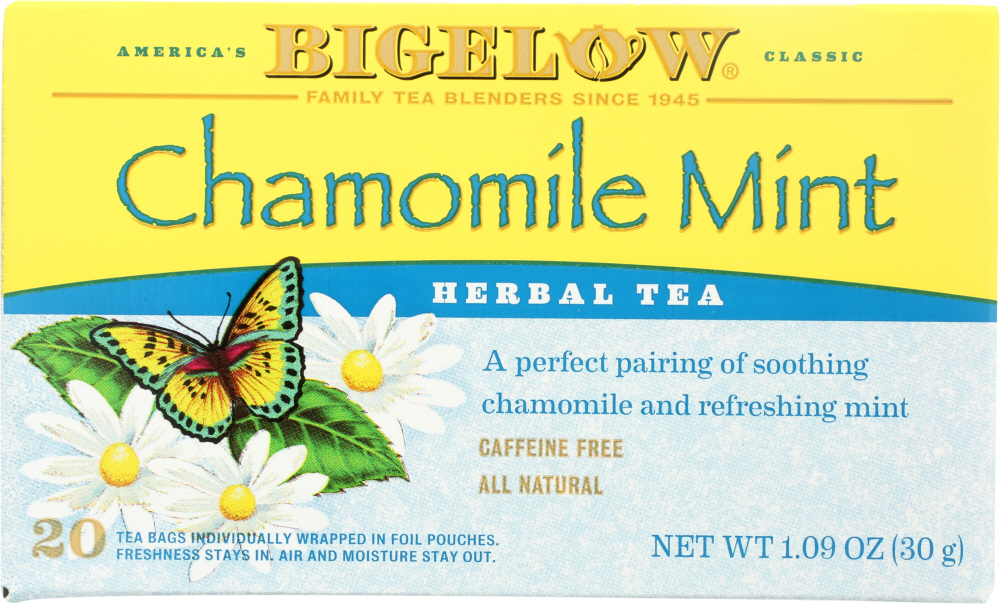 AMERICA'S BIGELOW® CLASSIC
FAMILY TEA BLENDERS SINCE 1945
Chamomile Mint
HERBAL TEA
A perfect pairing of soothing
chamomile and refreshing mint
CAFFEINE FREE
ALL NATURAL
20 TEA BAGS INDIVIDUALLY WRAPPED IN FOIL POUCHES.
FRESHNESS STAYS IN. AIR AND MOISTURE STAY OUT.
NET WT 1.09 OZ (30 g)